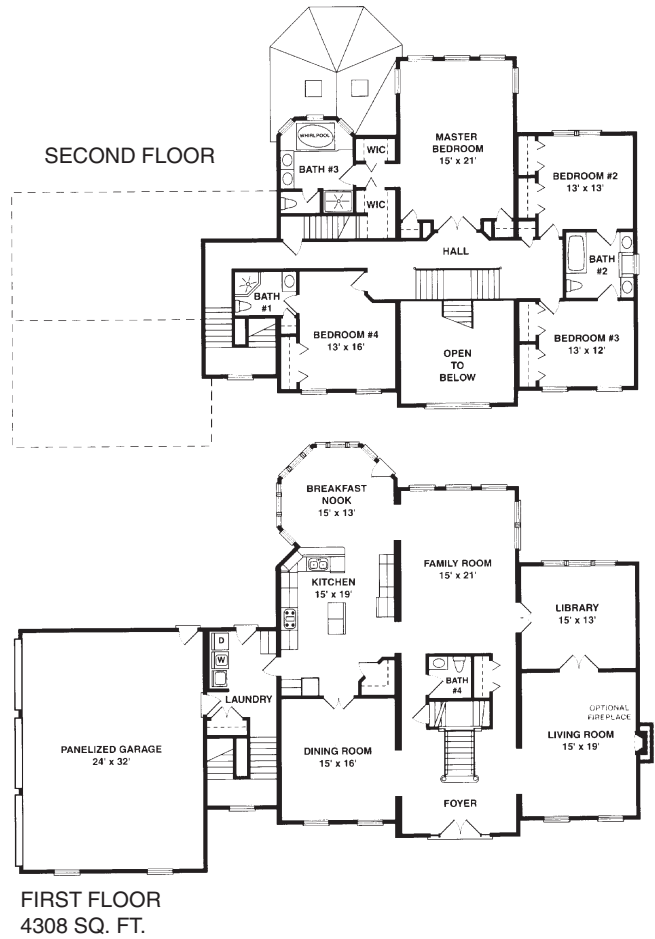 SECOND FLOOR
WHIRLPOOL
BATH #3
WIC
WIC
MASTER
BEDROOM
15' x 21'
BEDROOM #2
13' x 13'
HALL
BATH
#2
BATH
#1
BEDROOM #4
13' x 16'
OPEN
TO
BELOW
BEDROOM #3
13' x 12'
BREAKFAST
NOOK
15' x 13'
FAMILY ROOM
15' x 21'
KITCHEN
15' x 19'
LIBRARY
15' x 13'
D
W
LAUNDRY
BATH
#4
OPTIONAL
FIREPLACE
LIVING ROOM
15' x 19'
PANELIZED GARAGE
24' x 32'
DINING ROOM
15' x 16'
FOYER
FIRST FLOOR
4308 SQ. FT.